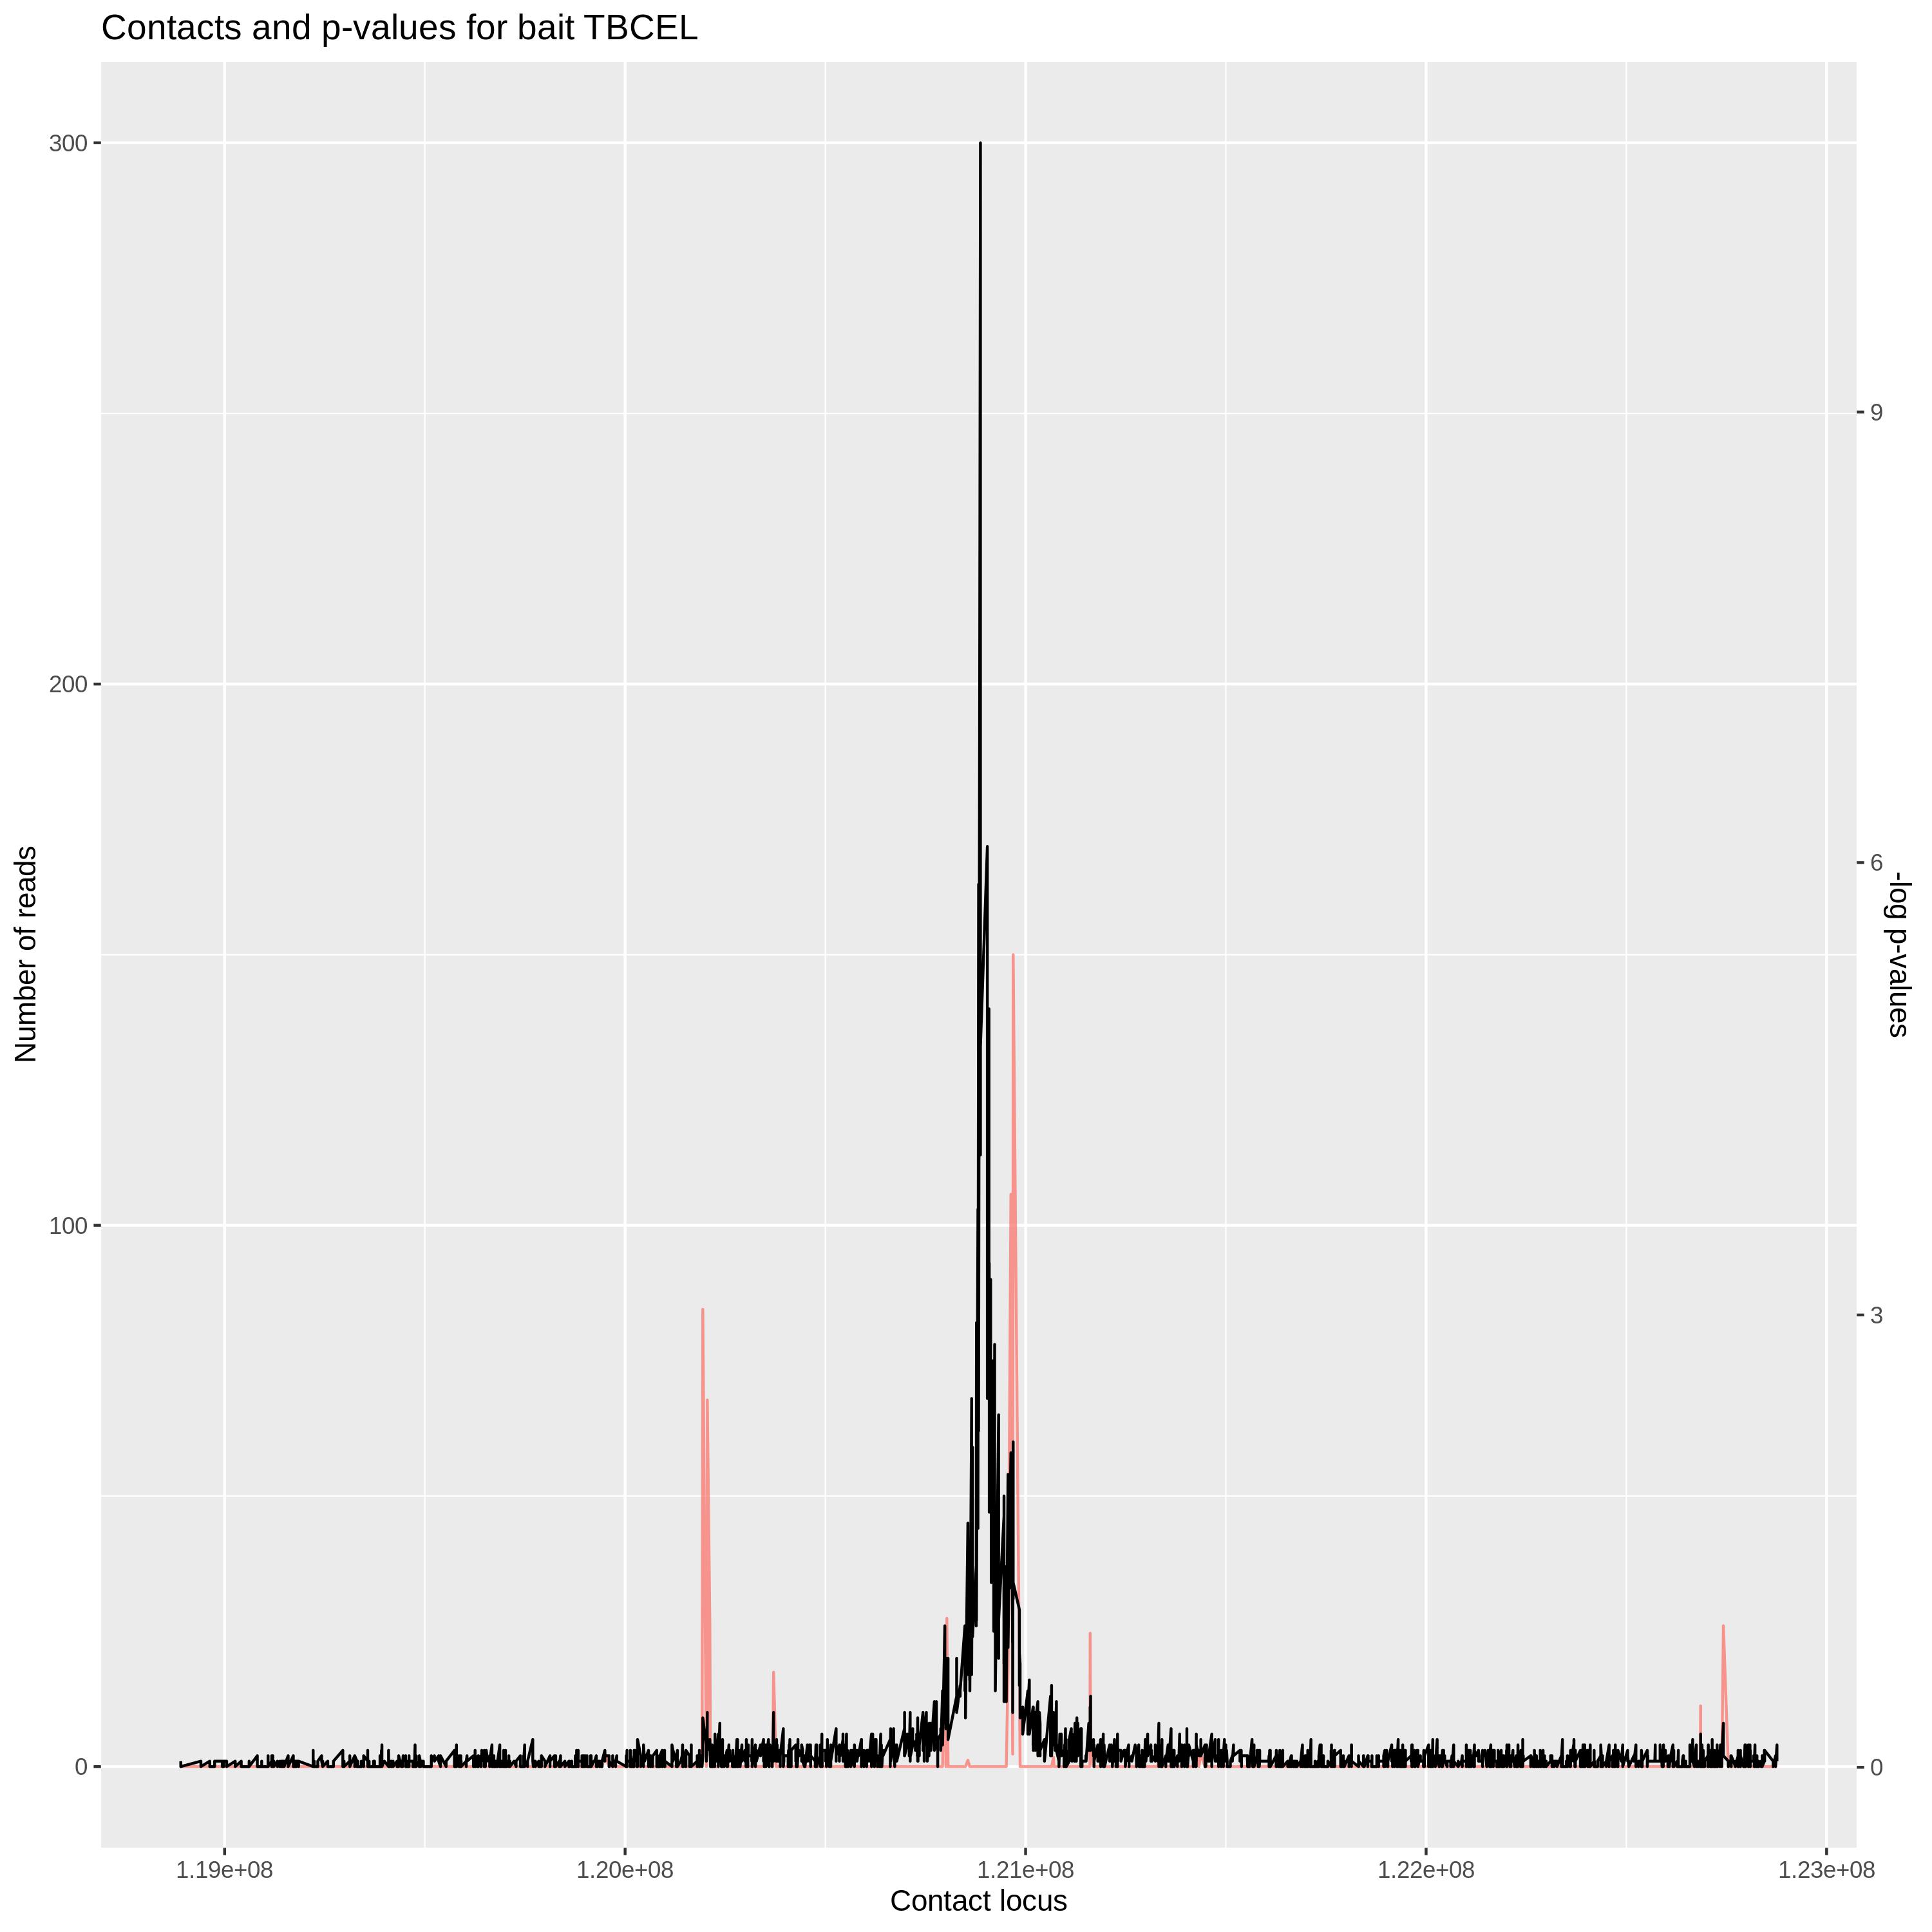 Contacts and p-values for bait TBCEL
300
200
100
0
Number of reads
9
6
3
0
-log p-values
1.19e+08
1.20e+08
1.21e+08
1.22e+08
1.23e+08
Contact locus